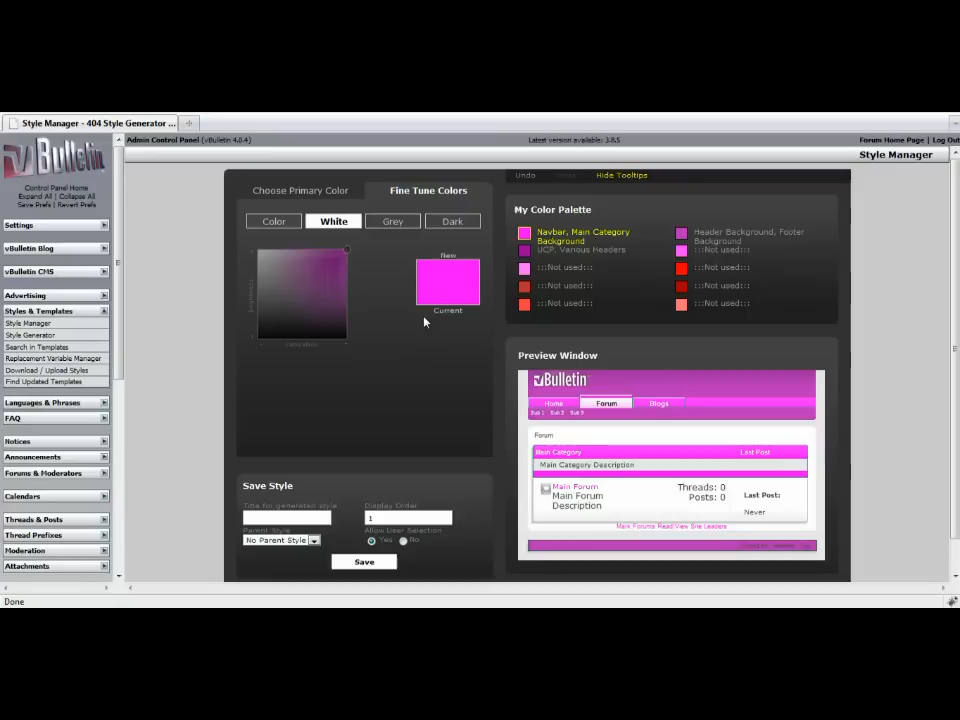 Style Manager - 404 Style Generator ...
Admin Control Panel (vBulletin 4.0.4)
Latest version available: 3.8.5
Forum Home Page | Log Out
Style Manager
vBulletin
Control Panel Home
Expand All | Collapse All
Save Prefs | Revert Prefs
Settings
vBulletin Blog
vBulletin CMS
Advertising
Styles & Templates
Style Manager
Style Generator
Search in Templates
Replacement Variable Manager
Download / Upload Styles
Find Updated Templates
Languages & Phrases
FAQ
Notices
Announcements
Forums & Moderators
Calendars
Threads & Posts
Thread Prefixes
Moderation
Attachments
Choose Primary Color
Fine Tune Colors
Color
White
Grey
Dark
New
Current
Save Style
Title for generated style
Display Order
1
Parent Style
Allow User Selection
No Parent Style
Yes
No
Save
Undo
Hide Tooltips
My Color Palette
Navbar, Main Category
Background
Header Background, Footer
Background
UCP, Various Headers
:::Not used:::
:::Not used:::
:::Not used:::
:::Not used:::
:::Not used:::
:::Not used:::
Preview Window
vBulletin
Home
Forum
Blogs
Sub 1 Sub 2 Sub 3
Forum
Main Category
Last Post
Main Category Description
Main Forum
Main Forum
Description
Threads: 0
Posts: 0
Last Post:
Never
Mark Forums Read View Site Leaders
Done